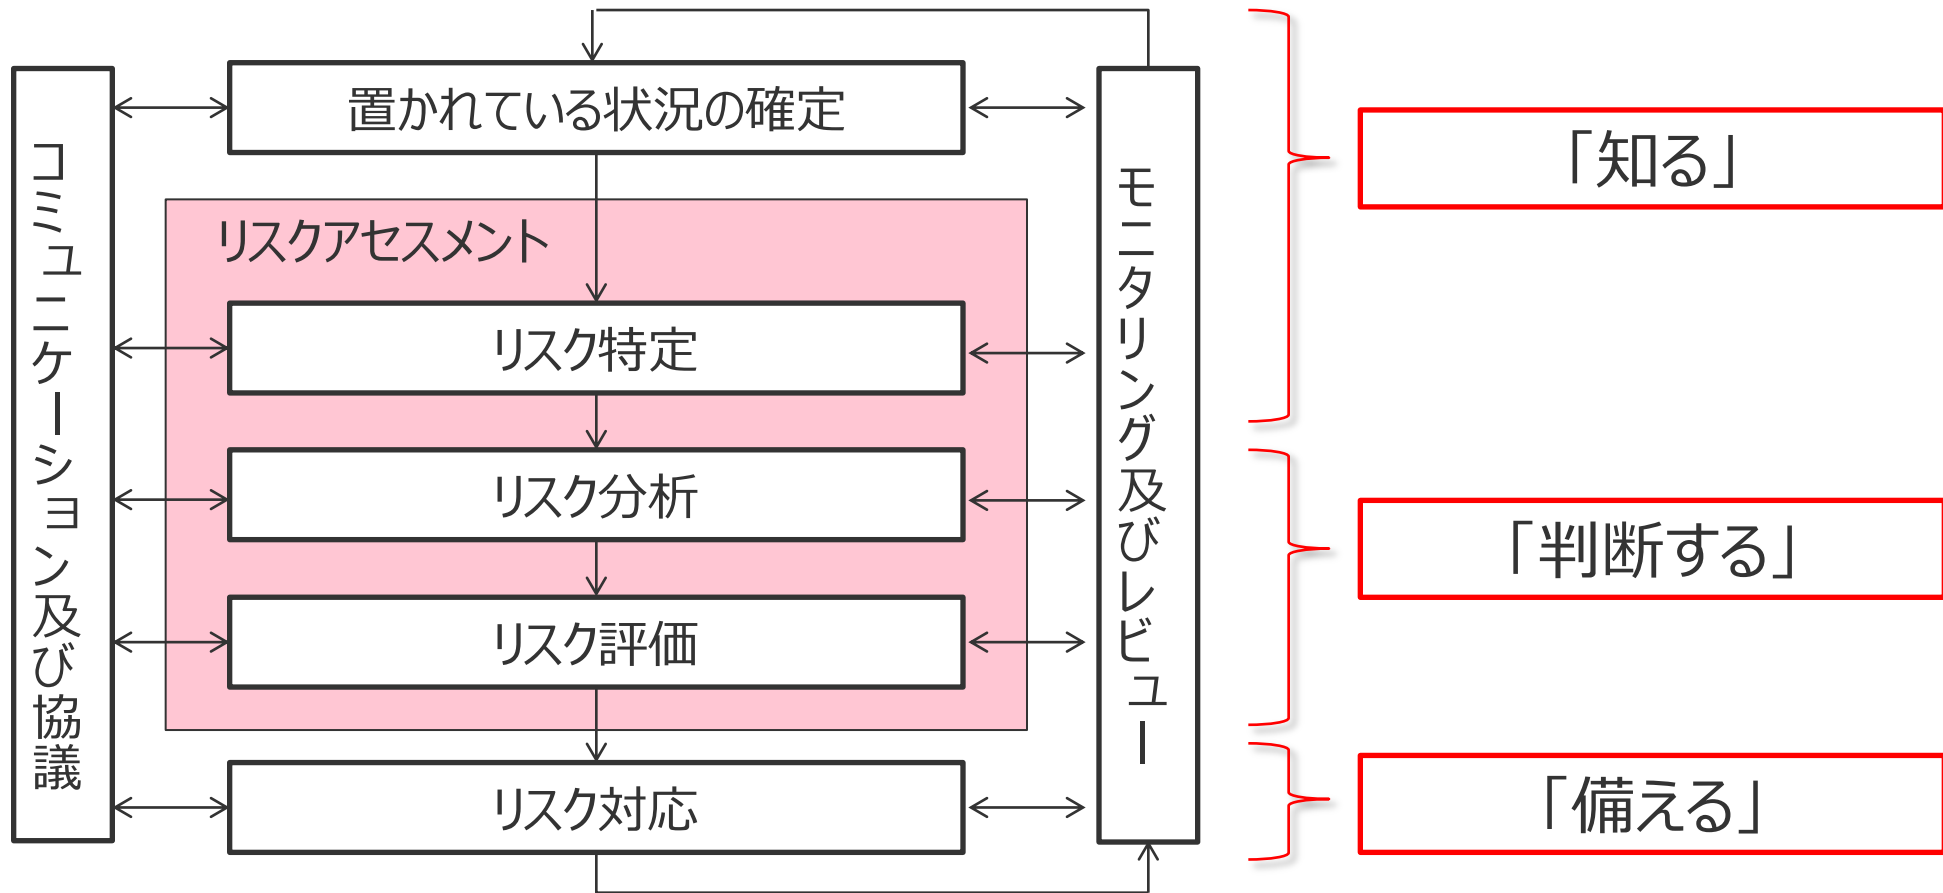 置かれている状況の確定
コミュニケーション及び協議
モニタリング及びレビュー
リスクアセスメント
リスク特定
リスク分析
リスク評価
リスク対応
「知る」
「判断する」
「備える」